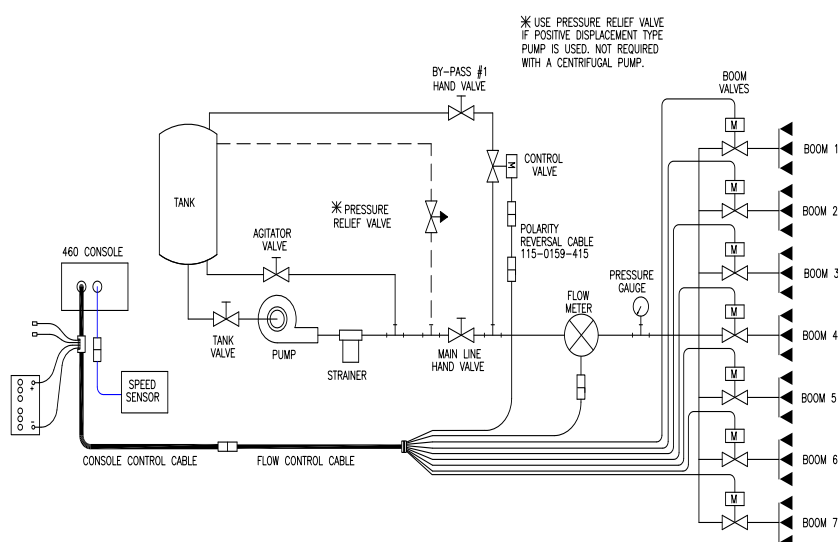 ✳ USE PRESSURE RELIEF VALVE
IF POSITIVE DISPLACEMENT TYPE
PUMP IS USED. NOT REQUIRED
WITH A CENTRIFUGAL PUMP.
BY-PASS #1
HAND VALVE
BOOM
VALVES
M
BOOM 1
M
CONTROL
VALVE
TANK
M
BOOM 2
✳ PRESSURE
RELIEF VALVE
POLARITY
REVERSAL CABLE
115-0159-415
AGITATOR
VALVE
460 CONSOLE
M
BOOM 3
PRESSURE
GAUGE
FLOW
METER
M
BOOM 4
TANK
VALVE
PUMP
STRAINER
MAIN LINE
HAND VALVE
SPEED
SENSOR
+
-
M
BOOM 5
CONSOLE CONTROL CABLE
FLOW CONTROL CABLE
M
BOOM 6
M
BOOM 7